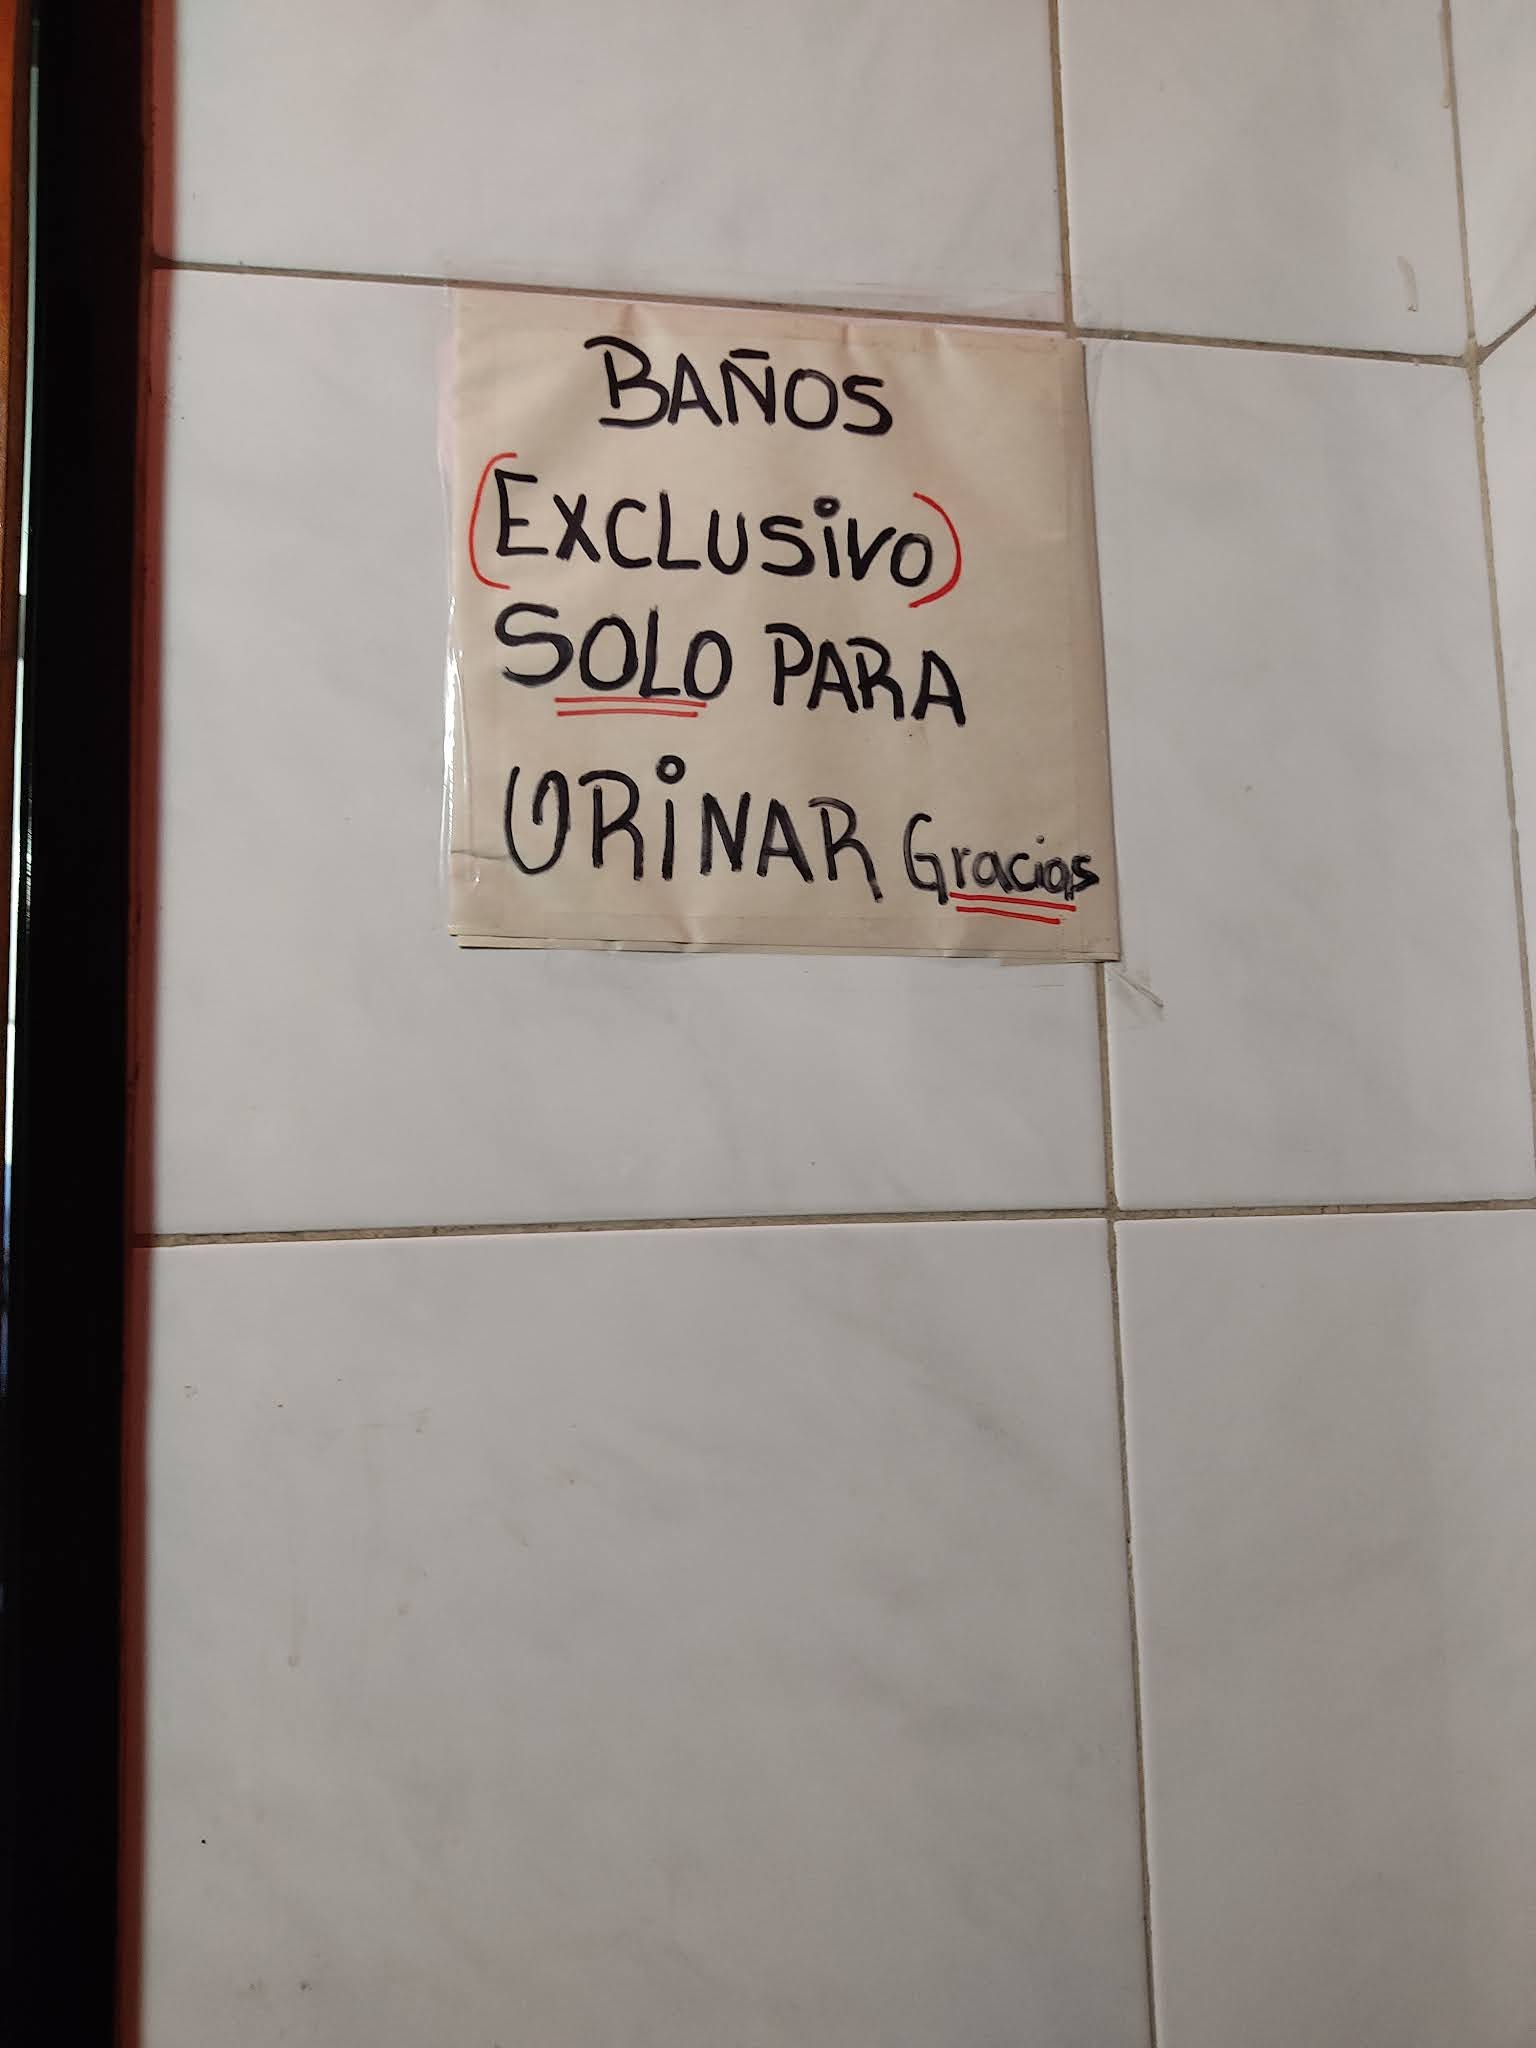 BAÑOS
(EXCLUSiVO)
SOLO PARA
URiNAR Gracias